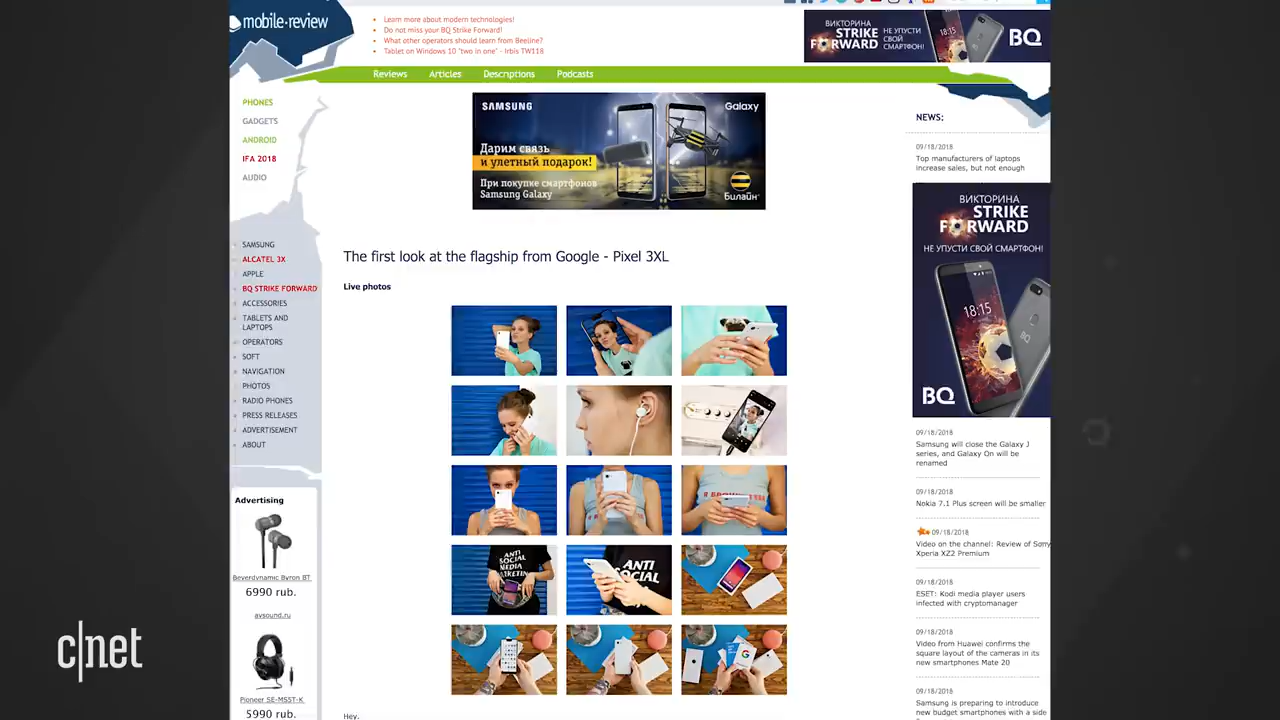 mobile-review
Learn more about modern technologies!
Do not miss your BQ Strike Forward!
What other operators should learn from Beeline?
Tablet on Windows 10 "two in one" - Irbis TW118
ВИКТОРИНА
STRIKE
FORWARD
НЕ УПУСТИ
СВОЙ
СМАРТФОН!
BQ
Reviews
Articles
Descriptions
Podcasts
PHONES
GADGETS
ANDROID
IFA 2018
AUDIO
SAMSUNG
ALCATEL 3X
APPLE
BQ STRIKE FORWARD
ACCESSORIES
TABLETS AND
LAPTOPS
OPERATORS
SOFT
NAVIGATION
PHOTOS
RADIO PHONES
PRESS RELEASES
ADVERTISEMENT
ABOUT
Advertising
Beyerdynamic Byron BT
6990 rub.
avsound.ru
Pioneer SE-MS5T-K
5990 rub.
SAMSUNG
Galaxy
Дарим связь
и улетный подарок!
При покупке смартфонов
Samsung Galaxy
Билайн
The first look at the flagship from Google - Pixel 3XL
Live photos
ANTI
SOCIAL
MEDIA
MARKETING
ANTI
SOCIAL
G
Hey.
NEWS:
09/18/2018
Top manufacturers of laptops
increase sales, but not enough
ВИКТОРИНА
STRIKE
FORWARD
НЕ УПУСТИ СВОЙ СМАРТФОН!
18:15
BQ
09/18/2018
Samsung will close the Galaxy J
series, and Galaxy On will be
renamed
09/18/2018
Nokia 7.1 Plus screen will be smaller
09/18/2018
Video on the channel: Review of Sony
Xperia XZ2 Premium
09/18/2018
ESET: Kodi media player users
infected with cryptomanager
09/18/2018
Video from Huawei confirms the
square layout of the cameras in its
new smartphones Mate 20
09/18/2018
Samsung is preparing to introduce
new budget smartphones with a side
c|net